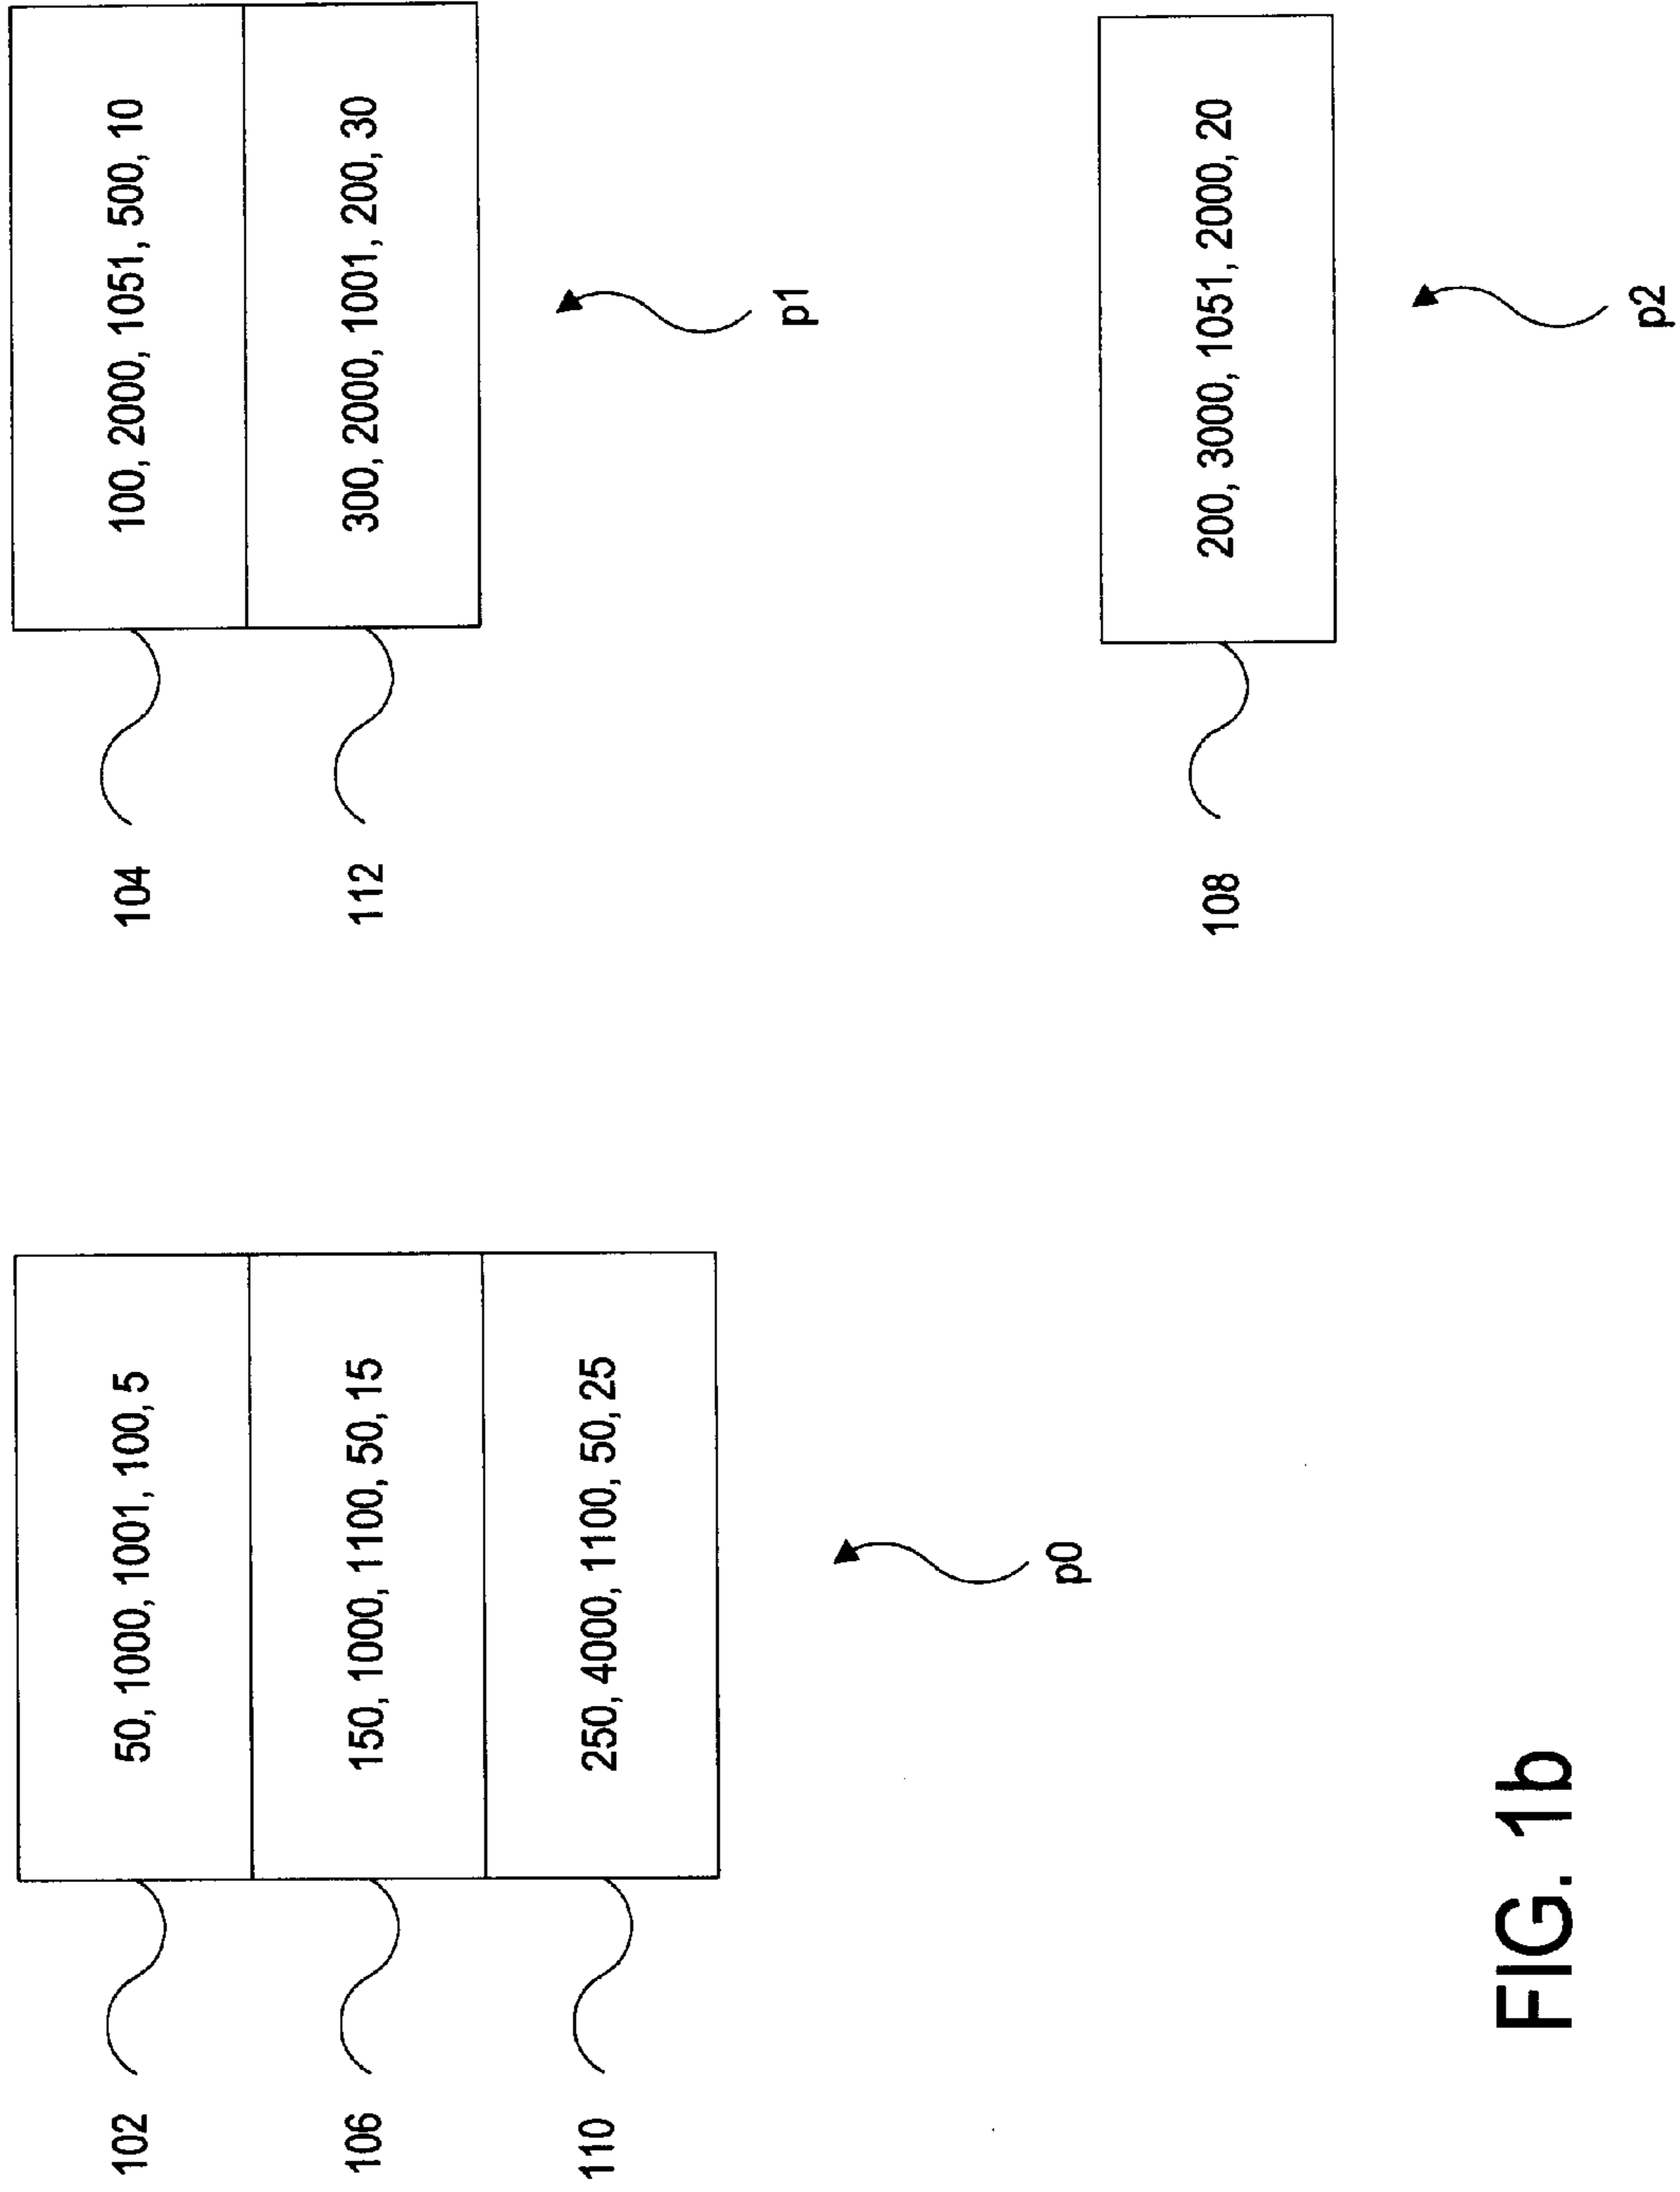 102
50, 1000, 1001, 100, 5
106
150, 1000, 1100, 50, 15
110
250, 4000, 1100, 50, 25
p0
104
100, 2000, 1051, 500, 10
112
300, 2000, 1001, 200, 30
p1
108
200, 3000, 1051, 2000, 20
p2
FIG. 1b